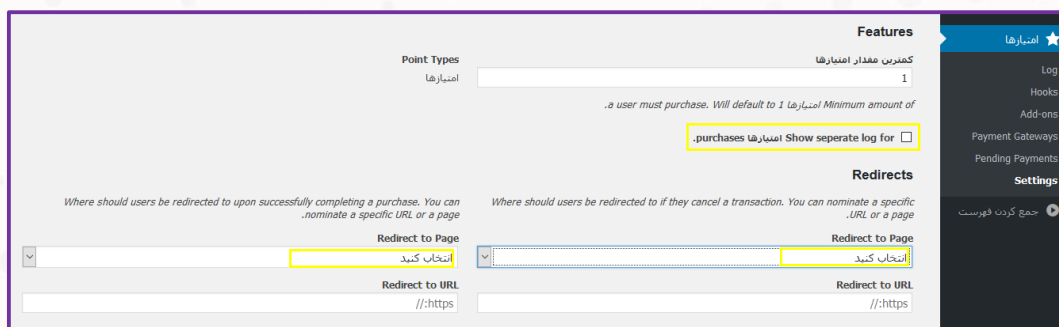 Features
کمترین مقدار امتیازها
1
Minimum amount of امتیازها a user must purchase. Will default to 1.
Point Types
امتیازها
Show seperate log for امتیازها purchases.
Redirects
Where should users be redirected to if they cancel a transaction. You can nominate a specific
URL or a page.
Redirect to Page
انتخاب کنید
Redirect to URL
https://
Where should users be redirected to upon successfully completing a purchase. You can
nominate a specific URL or a page.
Redirect to Page
انتخاب کنید
Redirect to URL
https://
امتیازها
Log
Hooks
Add-ons
Payment Gateways
Pending Payments
Settings
جمع کردن فهرست